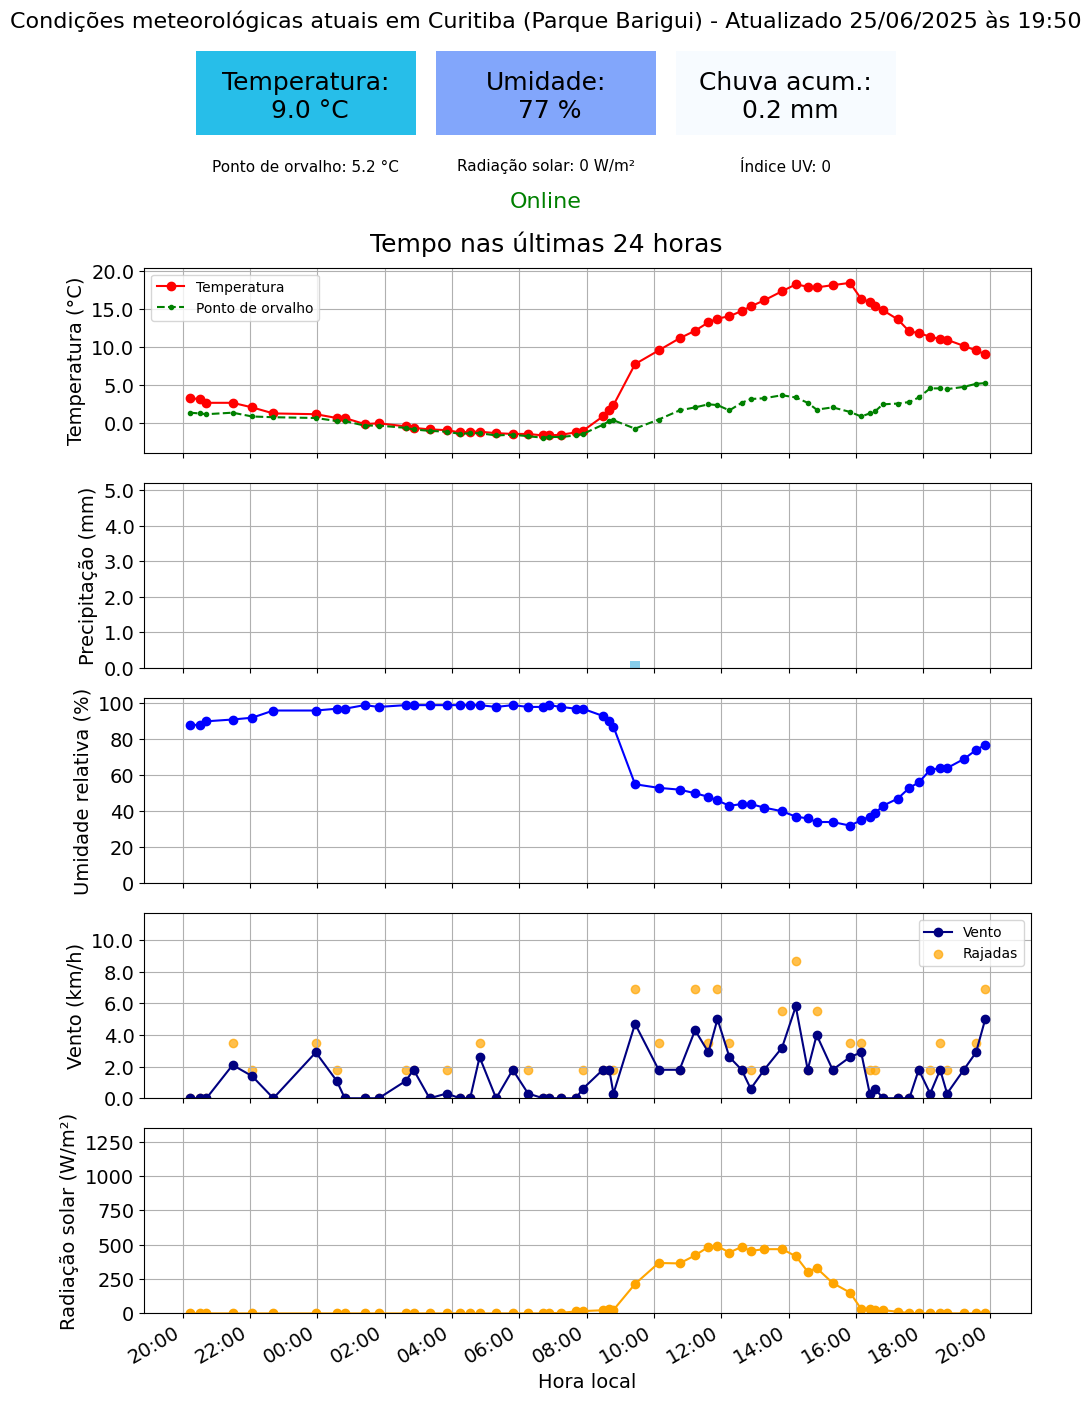 Condições meteorológicas atuais em Curitiba (Parque Barigui) - Atualizado 25/06/2025 às 19:50
Temperatura:
9.0 °C
Umidade:
77 %
Chuva acum.:
0.2 mm
Ponto de orvalho: 5.2 °C
Radiação solar: 0 W/m²
Índice UV: 0
Online
Tempo nas últimas 24 horas
Temperatura (°C)
20.0
15.0
10.0
5.0
0.0
Temperatura
Ponto de orvalho
Precipitação (mm)
5.0
4.0
3.0
2.0
1.0
0.0
Umidade relativa (%)
100
80
60
40
20
0
Vento (km/h)
10.0
8.0
6.0
4.0
2.0
0.0
Vento
Rajadas
Radiação solar (W/m²)
1250
1000
750
500
250
0
20:00
22:00
00:00
02:00
04:00
06:00
08:00
10:00
12:00
14:00
16:00
18:00
20:00
Hora local